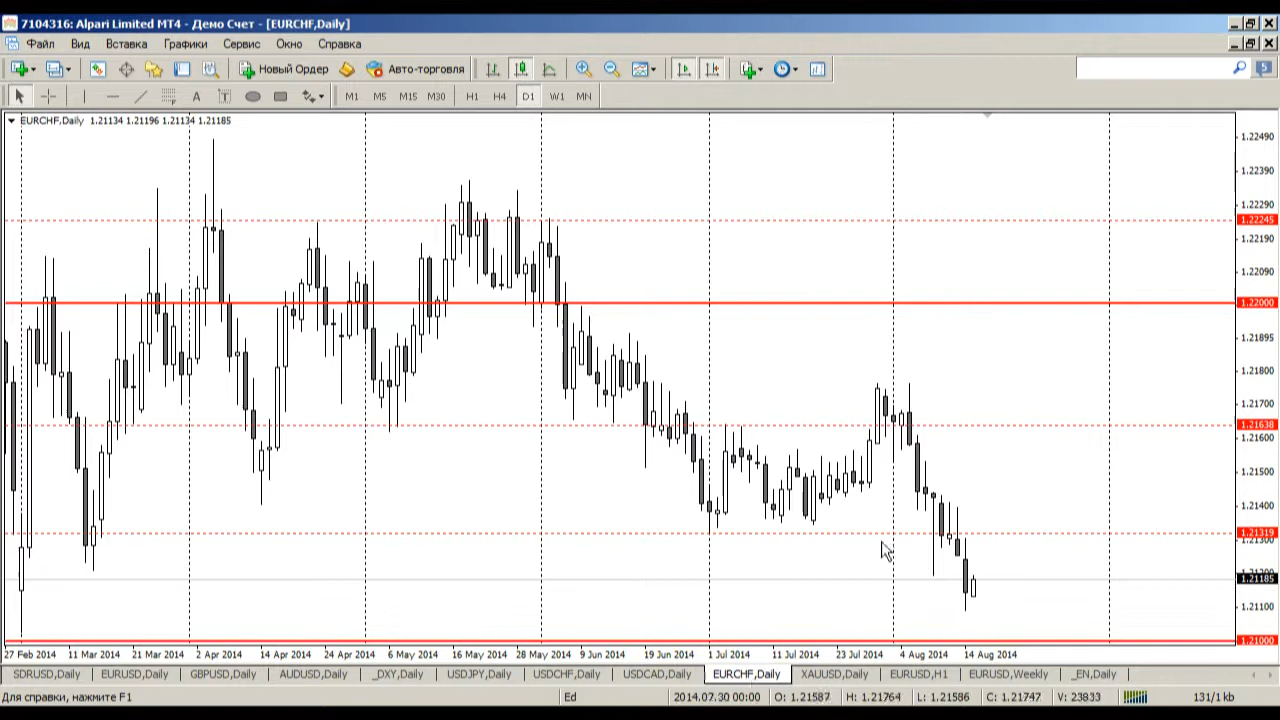 7104316: Alpari Limited MT4 - Демо Счет - [EURCHF,Daily]
Файл Вид Вставка Графики Сервис Окно Справка
Новый Ордер Авто-торговля 5
A T M1 M5 M15 M30 H1 H4 D1 W1 MN
EURCHF,Daily 1.21134 1.21196 1.21134 1.21185
1.22490
1.22390
1.22290
1.22245
1.22190
1.22090
1.22000
1.21895
1.21800
1.21700
1.21638
1.21600
1.21500
1.21400
1.21319
1.21300
1.21200
1.21185
1.21100
1.21000
27 Feb 2014 11 Mar 2014 21 Mar 2014 2 Apr 2014 14 Apr 2014 24 Apr 2014 6 May 2014 16 May 2014 28 May 2014 9 Jun 2014 19 Jun 2014 1 Jul 2014 11 Jul 2014 23 Jul 2014 4 Aug 2014 14 Aug 2014
SDRUSD,Daily EURUSD,Daily GBPUSD,Daily AUDUSD,Daily _DXY,Daily USDJPY,Daily USDCHF,Daily USDCAD,Daily EURCHF,Daily XAUUSD,Daily EURUSD,H1 EURUSD,Weekly _EN,Daily
Для справки, нажмите F1 Ed 2014.07.30 00:00 O: 1.21587 H: 1.21764 L: 1.21586 C: 1.21747 V: 23833 131/1 kb